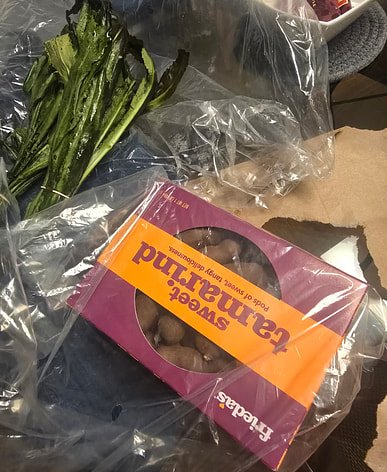 frieda's
sweet
tamarind
Pods of sweet, tangy deliciousness.